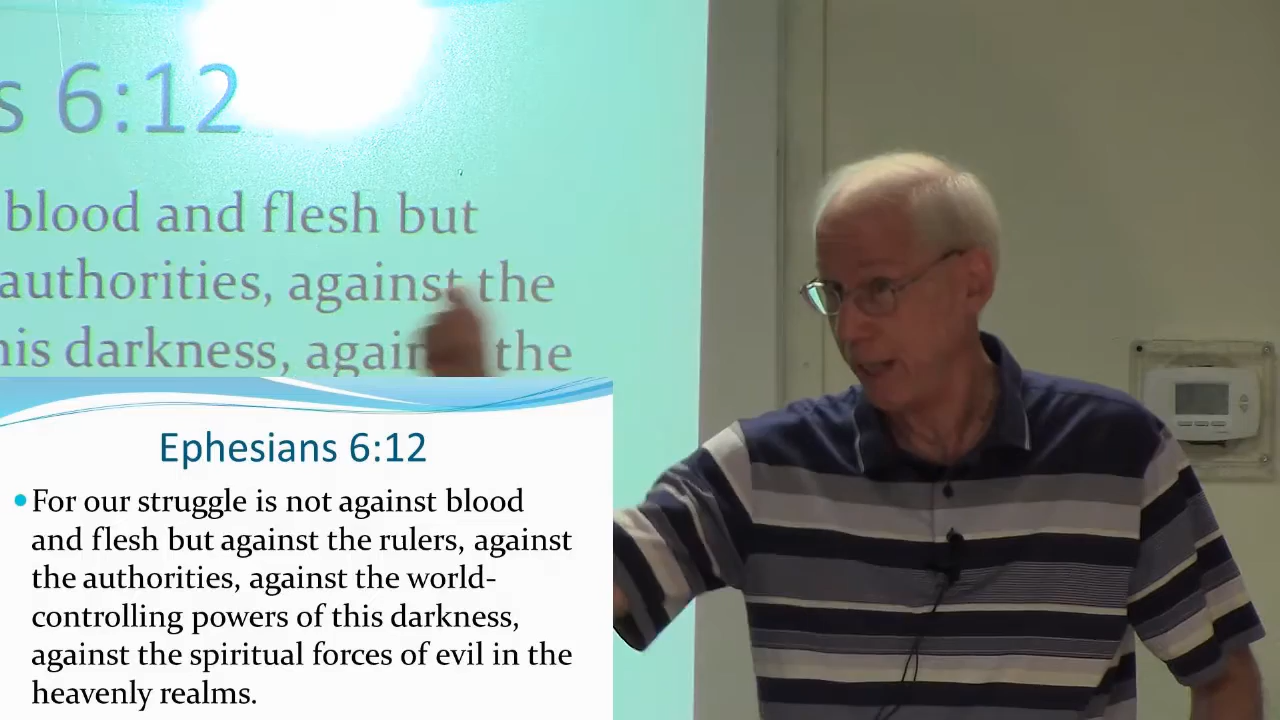 s 6:12
blood and flesh but
authorities, against the
his darkness, against the
Ephesians 6:12
•For our struggle is not against blood
and flesh but against the rulers, against
the authorities, against the world-
controlling powers of this darkness,
against the spiritual forces of evil in the
heavenly realms.